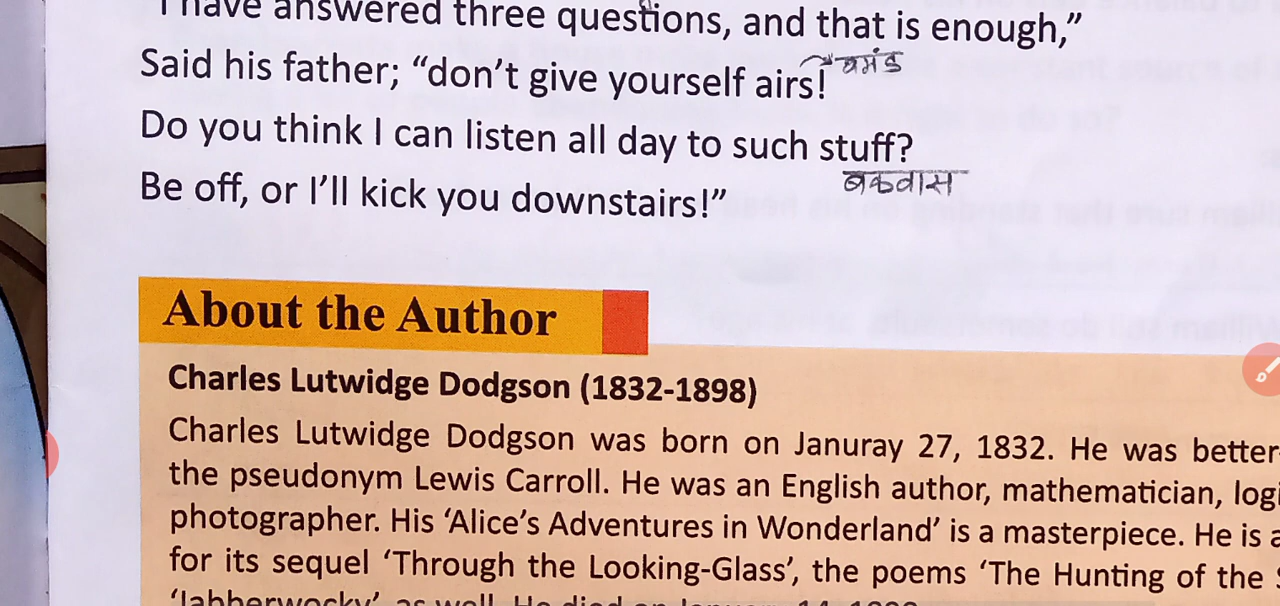 "I have answered three questions, and that is enough,"
Said his father; "don't give yourself airs!
घमंड
Do you think I can listen all day to such stuff?
बकवास
Be off, or I'll kick you downstairs!"
About the Author
Charles Lutwidge Dodgson (1832-1898)
Charles Lutwidge Dodgson was born on Januray 27, 1832. He was better
the pseudonym Lewis Carroll. He was an English author, mathematician,
photographer. His 'Alice's Adventures in Wonderland' is a masterpiece. He is
for its sequel 'Through the Looking-Glass', the poems 'The Hunting of the
'Jabberwocky' as well. He died on